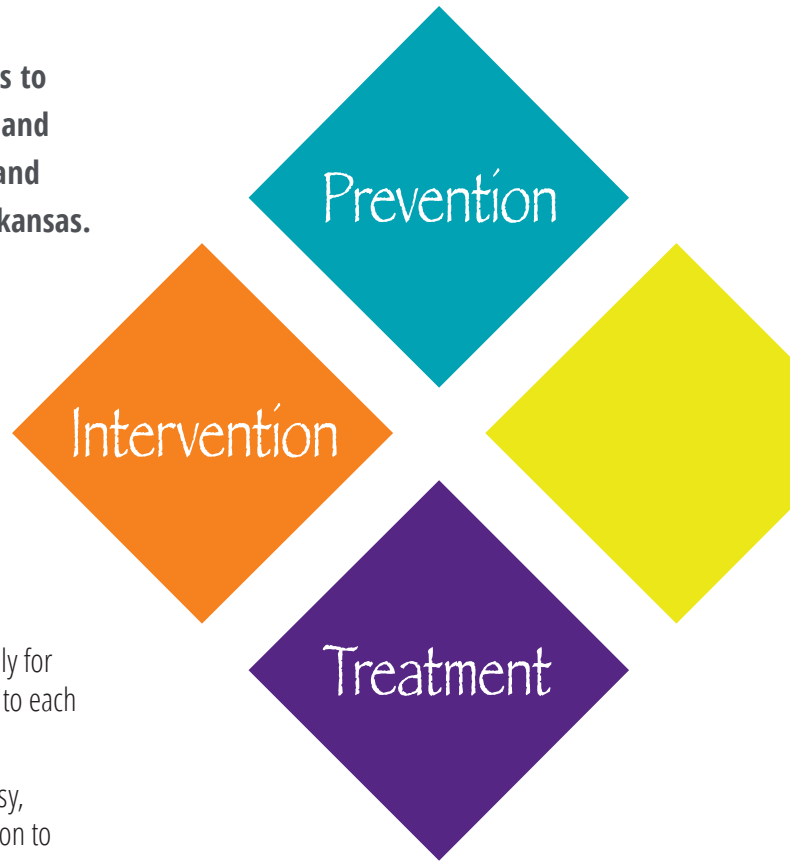 s to
and
and
kansas.
Prevention
Intervention
Treatment
ly for
to each
sy,
on to